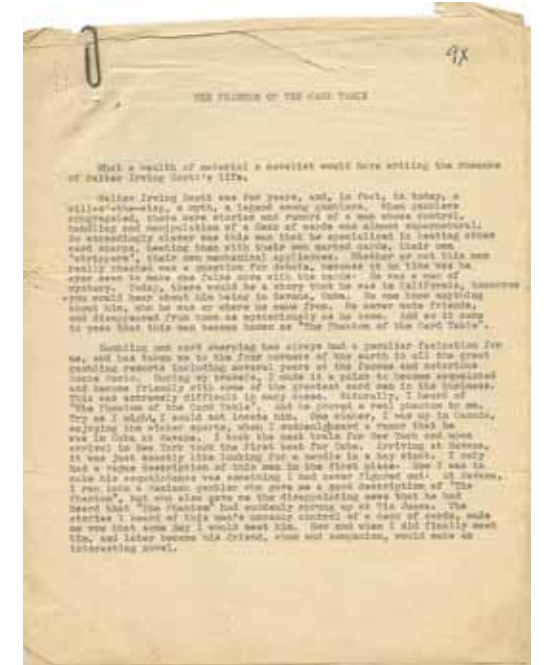 9X
THE PHANTOM OF THE CARD TABLE
What a wealth of material a novelist would have writing the romance
of Walter Irving Scott's life.
Walter Irving Scott was for years, and, in fact, is today, a
a myth, a legend among gamblers. When gamblers
congregated, there were stories and rumors of a man whose control,
handling and manipulation of a deck of cards was almost supernatural.
So exceedingly clever was this man that he specialized in beating other
card sharps, beating them with their own marked cards, their own
"strippers", their own mechanical appliances. Whether or not this man
really cheated was a question for debate, because at no time was he
ever seen to make one false move with the cards. He was a man of
mystery. Today, there would be a story that he was in California, tomorrow
you would hear about him being in Havana, Cuba. No one knew anything
about him, who he was or where he came from. He never made friends,
and disappeared from them as mysteriously as he came. And so it came
to pass that this man became known as "The Phantom of the Card Table".
Gambling and card sharping has always had a peculiar fascination for
me, and has taken me to the four corners of the earth to all the great
gambling resorts including several years at the famous and notorious
Monte Carlo. During my travels, I made it a point to become acquainted
and become friendly with some of the greatest card men in the business.
This was extremely difficult in many cases. Naturally, I heard of
"The Phantom of the Card Table". And he proved a real phantom to me.
Try as I might, I could not locate him. One winter, I was up in Canada,
enjoying the winter sports, when I suddenly heard a rumor that he
was in Cuba at Havana. I took the next train for New York and upon
arrival in New York took the first boat for Cuba. Arriving at Havana,
it was just exactly like looking for a needle in a hay stack. I only
had a vague description of this man in the first place. How I was to
make his acquaintance was something I had never figured out. At Havana,
I ran into a Mexican gambler who gave me a good description of "The
Phantom", but who also gave me the disappointing news that he had
heard that "The Phantom" had suddenly sprung up at Tia Juana. The
stories I heard of this man's uncanny control of a deck of cards, made
me vow that some day I would meet him. How and when I did finally meet
him, and later became his friend, chum and companion, would make an
interesting novel.